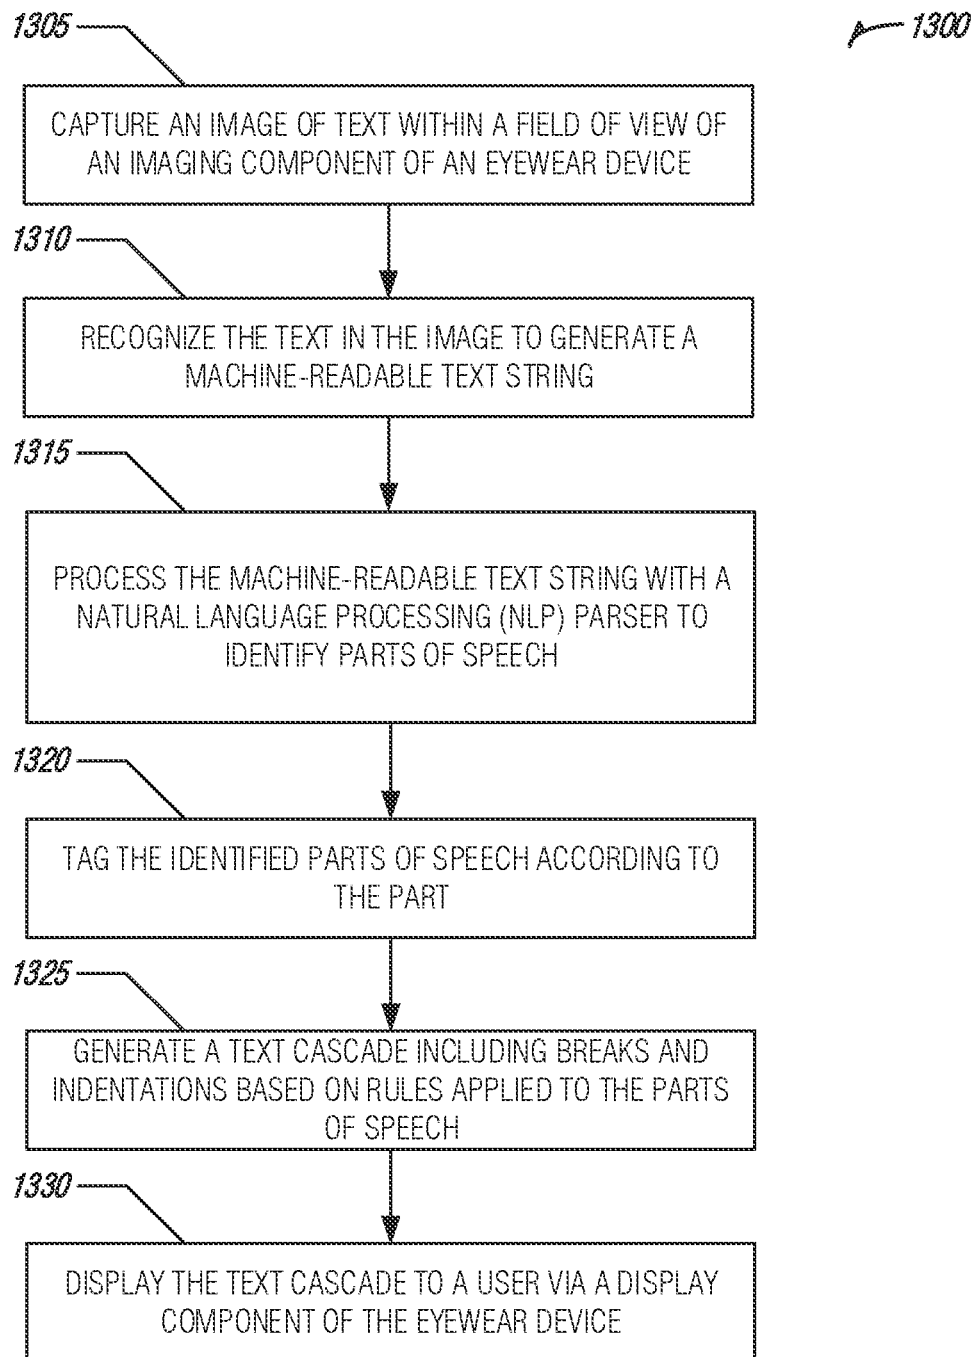 1300
1305
CAPTURE AN IMAGE OF TEXT WITHIN A FIELD OF VIEW OF
AN IMAGING COMPONENT OF AN EYEWEAR DEVICE
1310
RECOGNIZE THE TEXT IN THE IMAGE TO GENERATE A
MACHINE-READABLE TEXT STRING
1315
PROCESS THE MACHINE-READABLE TEXT STRING WITH A
NATURAL LANGUAGE PROCESSING (NLP) PARSER TO
IDENTIFY PARTS OF SPEECH
1320
TAG THE IDENTIFIED PARTS OF SPEECH ACCORDING TO
THE PART
1325
GENERATE A TEXT CASCADE INCLUDING BREAKS AND
INDENTATIONS BASED ON RULES APPLIED TO THE PARTS
OF SPEECH
1330
DISPLAY THE TEXT CASCADE TO A USER VIA A DISPLAY
COMPONENT OF THE EYEWEAR DEVICE